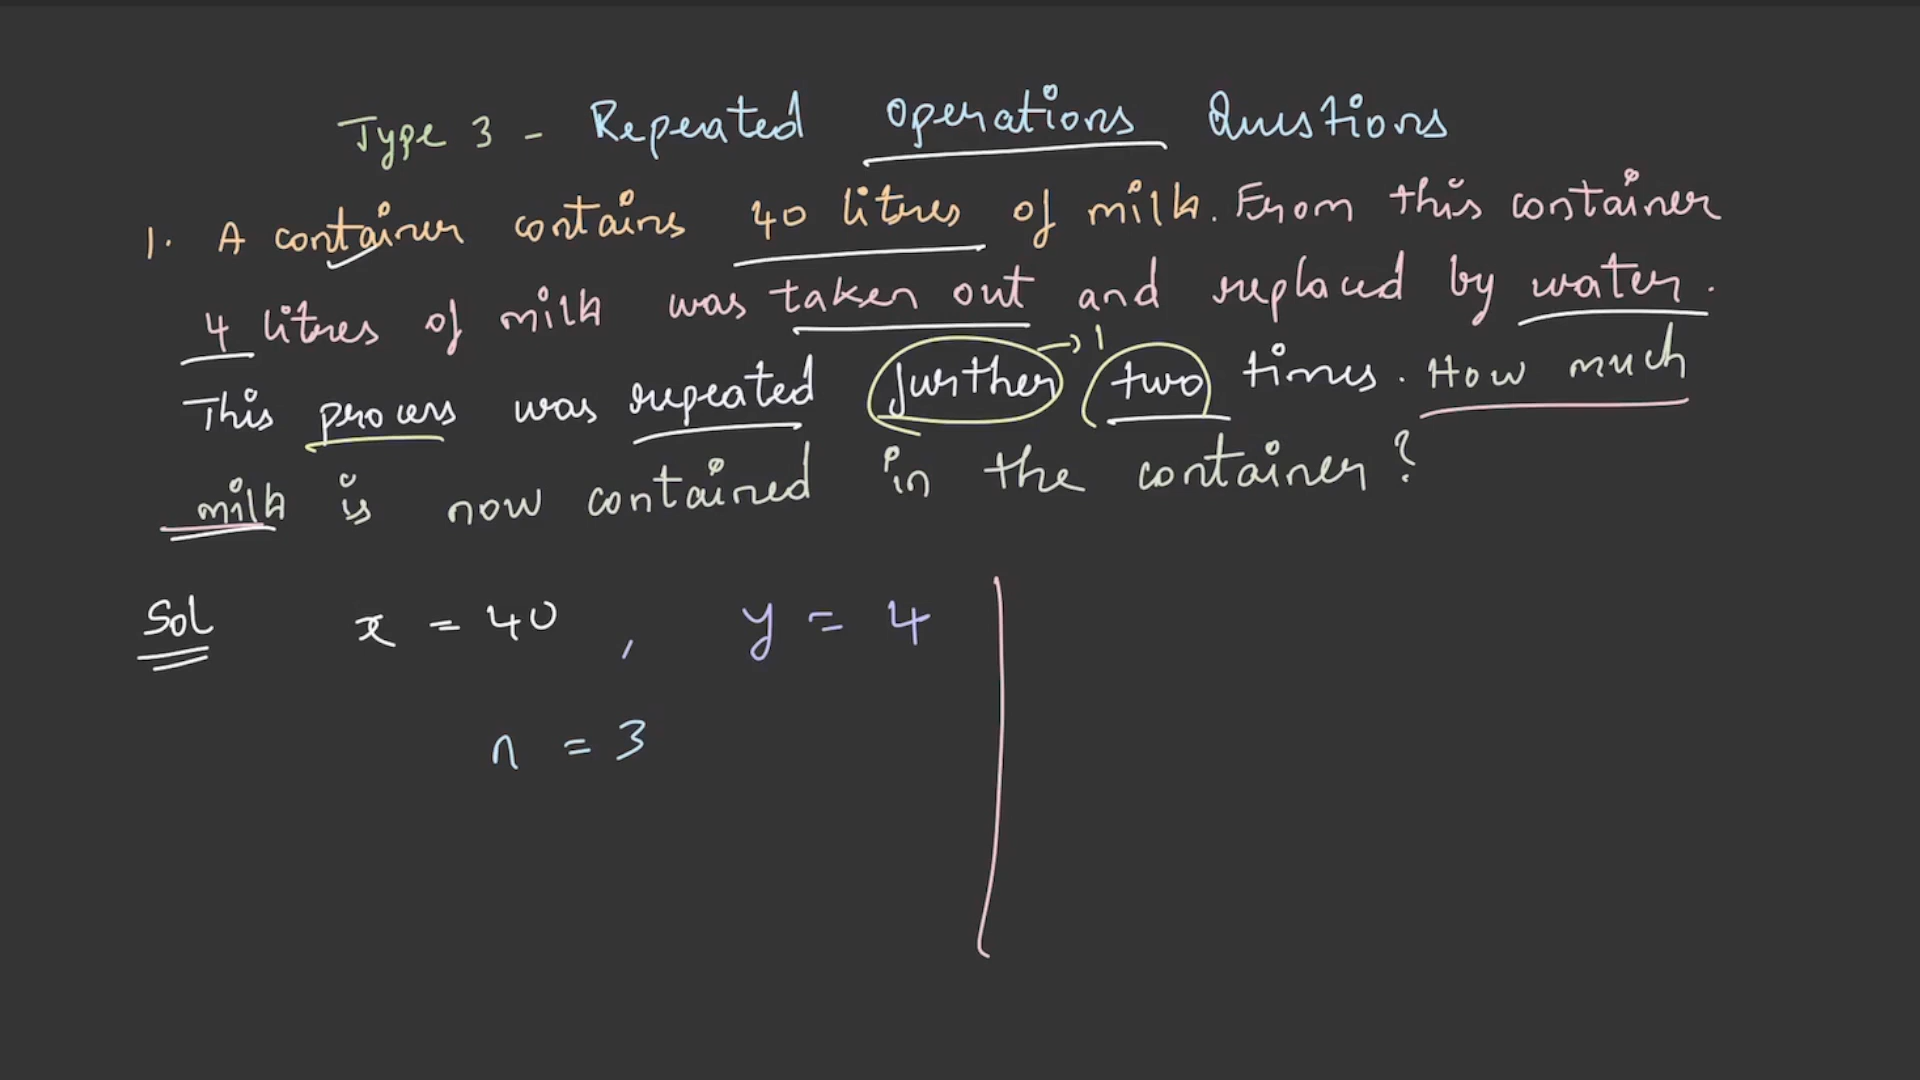 Type 3 - Repeated Operations Questions
1. A container contains 40 litres of milk. From this container
4 litres of milk was taken out and replaced by water.
→ 1
This process was repeated further two times. How much
milk is now contained in the container?
Sol x = 40 , y = 4
n = 3